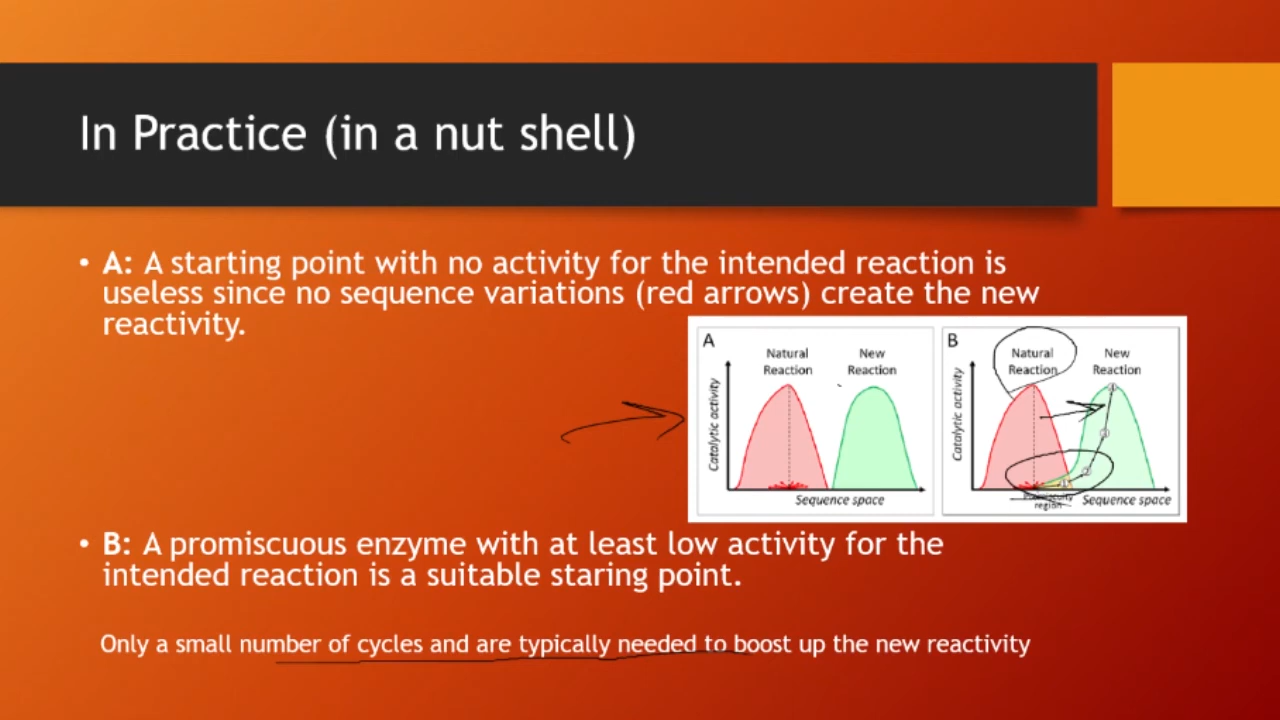 In Practice (in a nut shell)
• A: A starting point with no activity for the intended reaction is
useless since no sequence variations (red arrows) create the new
reactivity.
A
Natural
Reaction
New
Reaction
Catalytic activity
Sequence space
B
Natural
Reaction
New
Reaction
Catalytic activity
region
Sequence space
• B: A promiscuous enzyme with at least low activity for the
intended reaction is a suitable staring point.
Only a small number of cycles and are typically needed to boost up the new reactivity